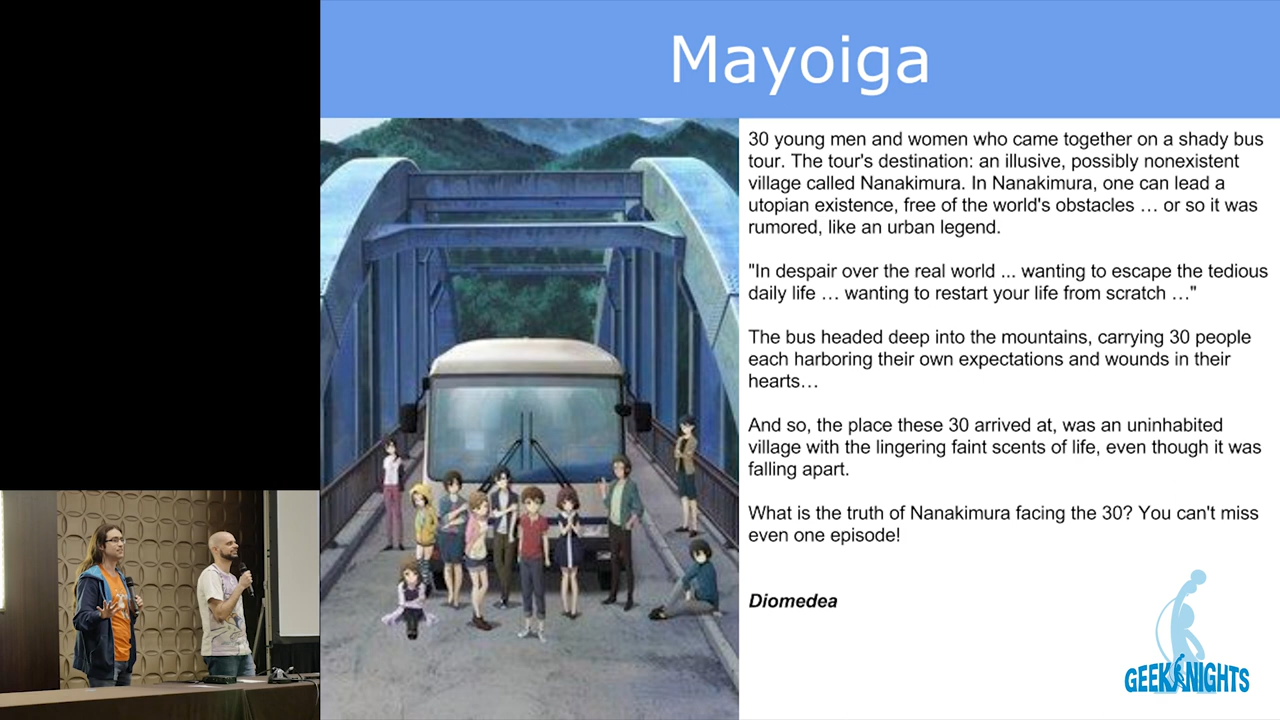 Mayoiga
30 young men and women who came together on a shady bus
tour. The tour's destination: an illusive, possibly nonexistent
village called Nanakimura. In Nanakimura, one can lead a
utopian existence, free of the world's obstacles … or so it was
rumored, like an urban legend.
"In despair over the real world ... wanting to escape the tedious
daily life … wanting to restart your life from scratch …"
The bus headed deep into the mountains, carrying 30 people
each harboring their own expectations and wounds in their
hearts…
And so, the place these 30 arrived at, was an uninhabited
village with the lingering faint scents of life, even though it was
falling apart.
What is the truth of Nanakimura facing the 30? You can't miss
even one episode!
Diomedea
GEEKNIGHTS